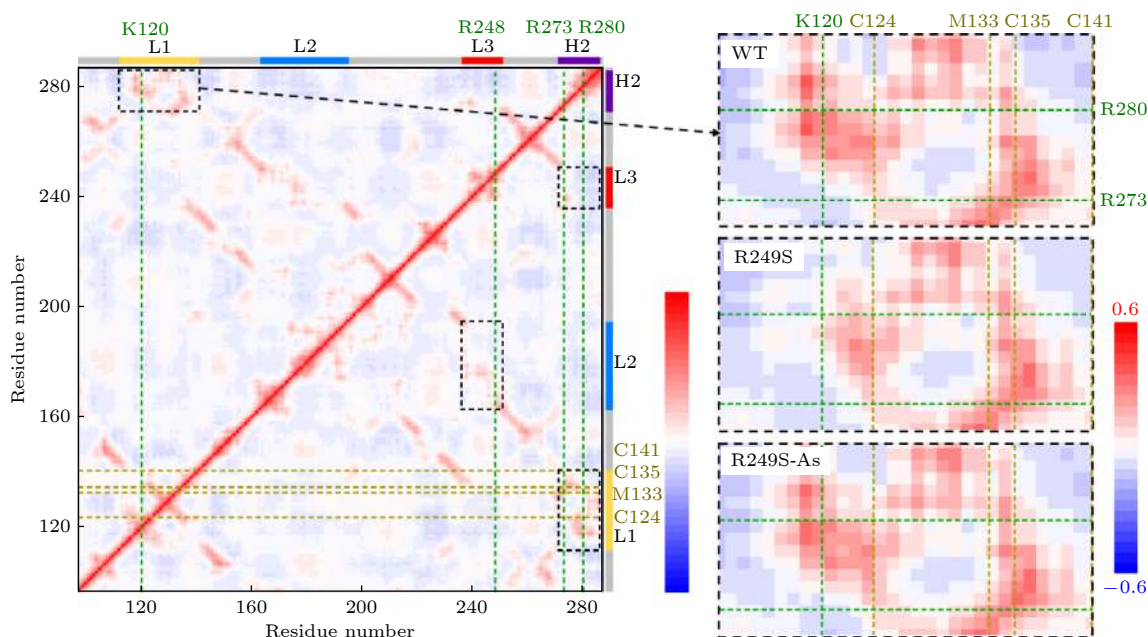 K120 R248 R273 R280
L1 L2 L3 H2
280
240
200
160
120
Residue number
120 160 200 240 280
Residue number
H2
L3
L2
C141
C135
M133
C124
L1
K120 C124 M133 C135 C141
WT
R280
R273
R249S
R249S-As
0.6
−0.6